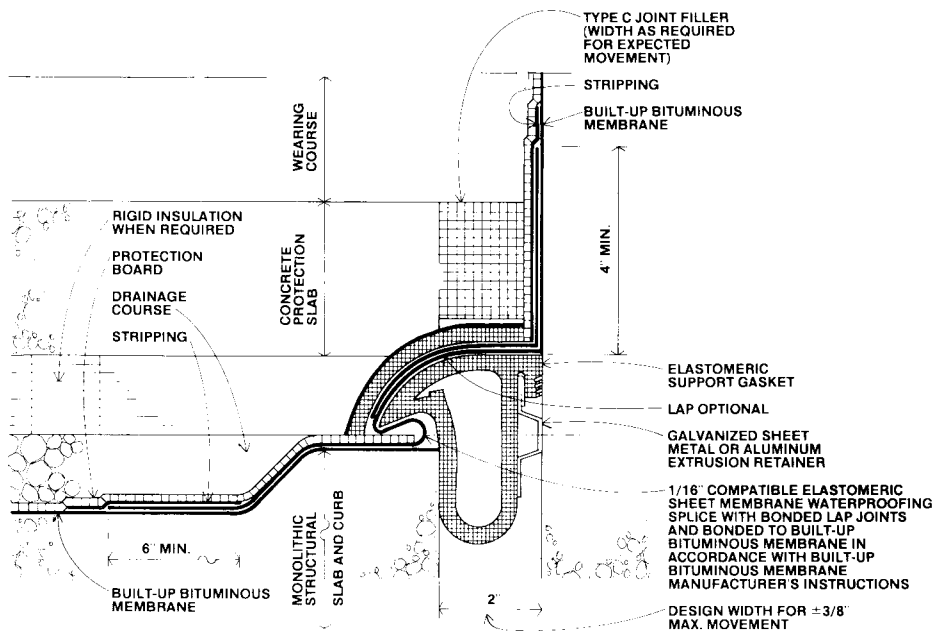 TYPE C JOINT FILLER
(WIDTH AS REQUIRED
FOR EXPECTED
MOVEMENT)
STRIPPING
BUILT-UP BITUMINOUS
MEMBRANE
WEARING
COURSE
RIGID INSULATION
WHEN REQUIRED
PROTECTION
BOARD
DRAINAGE
COURSE
STRIPPING
CONCRETE
PROTECTION
SLAB
4" MIN.
ELASTOMERIC
SUPPORT GASKET
LAP OPTIONAL
GALVANIZED SHEET
METAL OR ALUMINUM
EXTRUSION RETAINER
1/16" COMPATIBLE ELASTOMERIC
SHEET MEMBRANE WATERPROOFING
SPLICE WITH BONDED LAP JOINTS
AND BONDED TO BUILT-UP
BITUMINOUS MEMBRANE IN
ACCORDANCE WITH BUILT-UP
BITUMINOUS MEMBRANE
MANUFACTURER'S INSTRUCTIONS
6" MIN.
MONOLITHIC
STRUCTURAL
SLAB AND CURB
BUILT-UP BITUMINOUS
MEMBRANE
2"
DESIGN WIDTH FOR ±3/8"
MAX. MOVEMENT